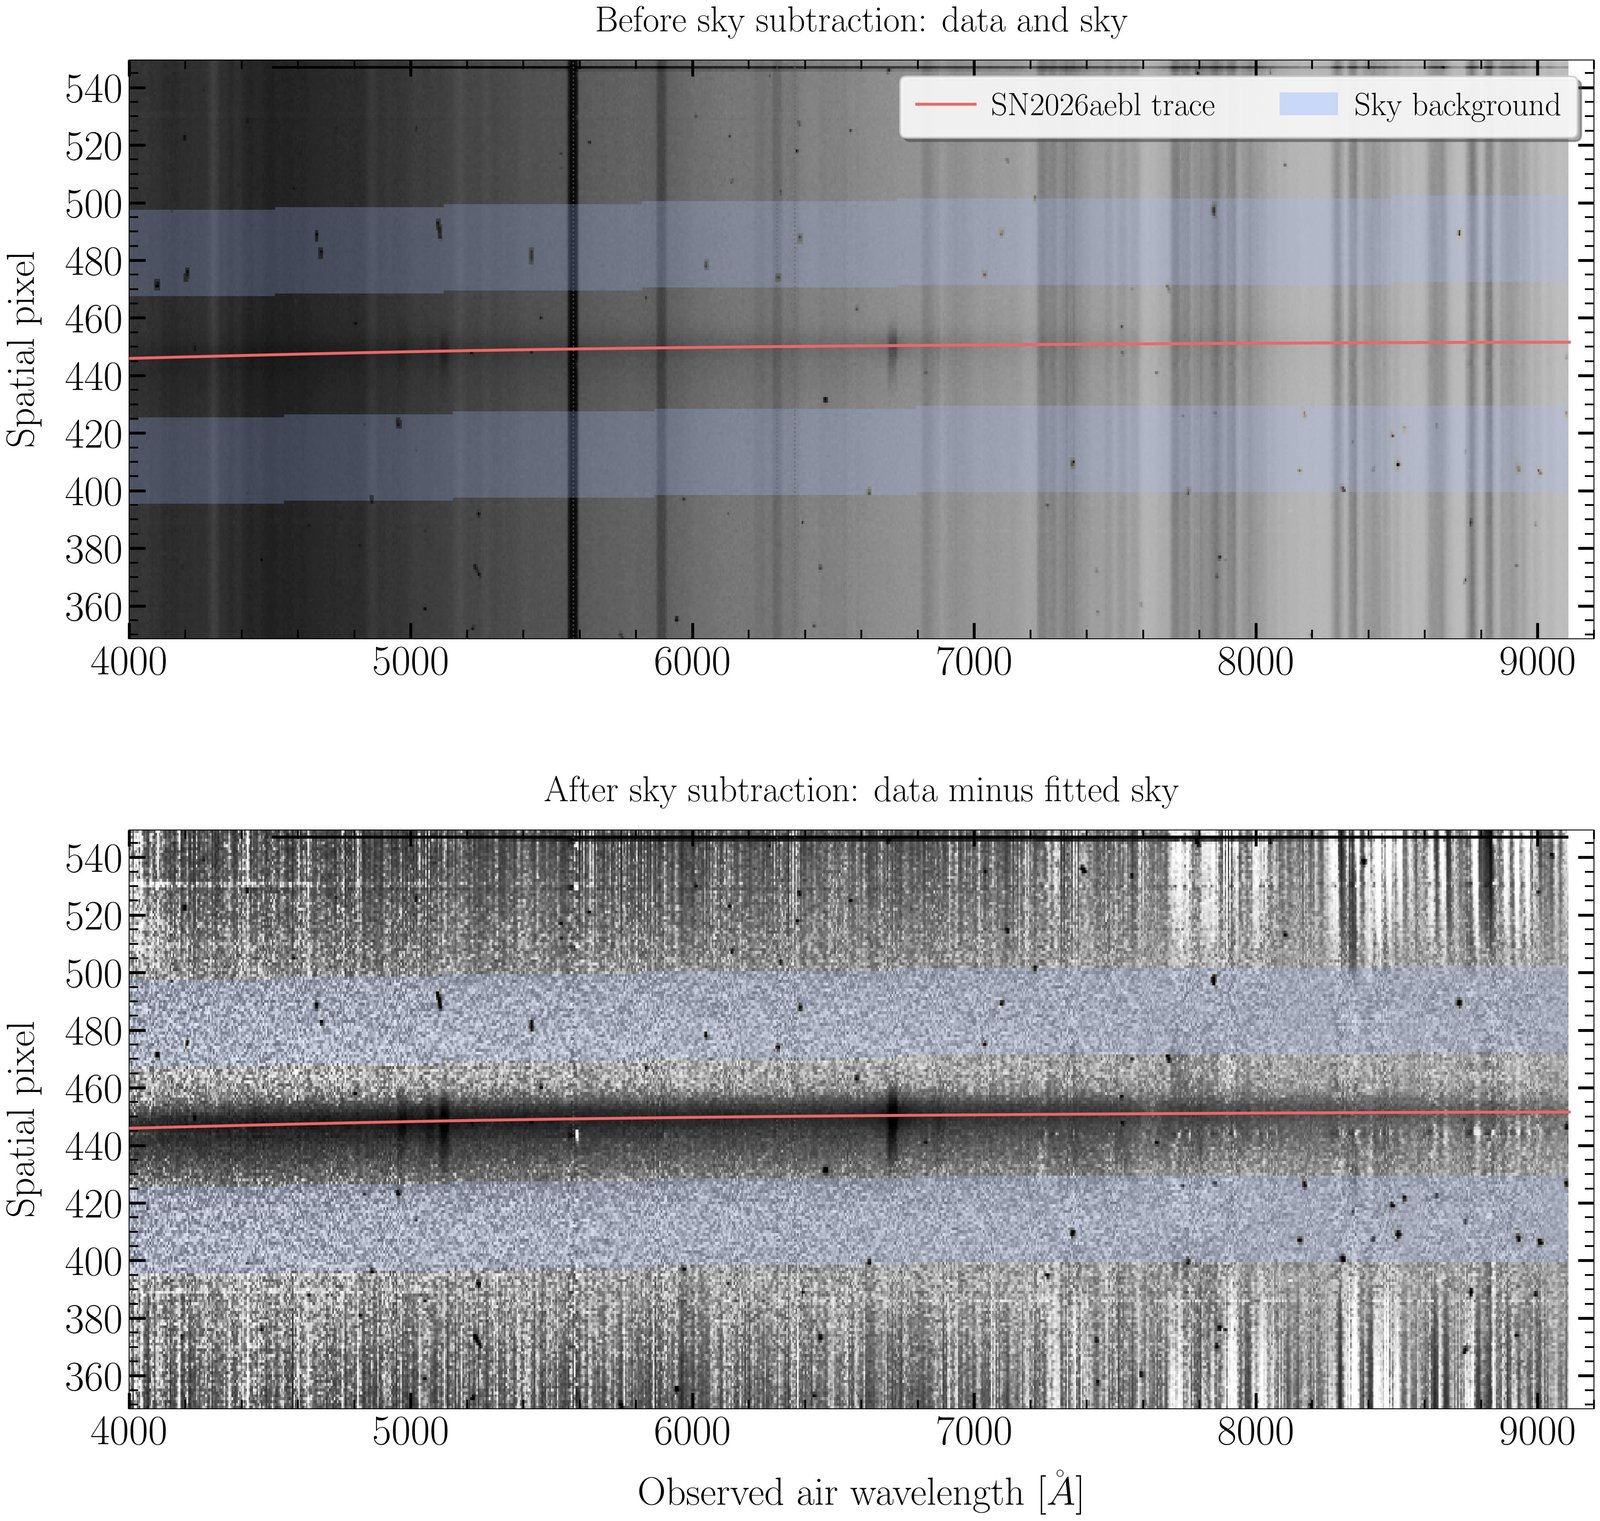 Before sky subtraction: data and sky
SN2026aebl trace
Sky background
Spatial pixel
540
520
500
480
460
440
420
400
380
360
4000 5000 6000 7000 8000 9000
After sky subtraction: data minus fitted sky
Spatial pixel
540
520
500
480
460
440
420
400
380
360
4000 5000 6000 7000 8000 9000
Observed air wavelength [Å]